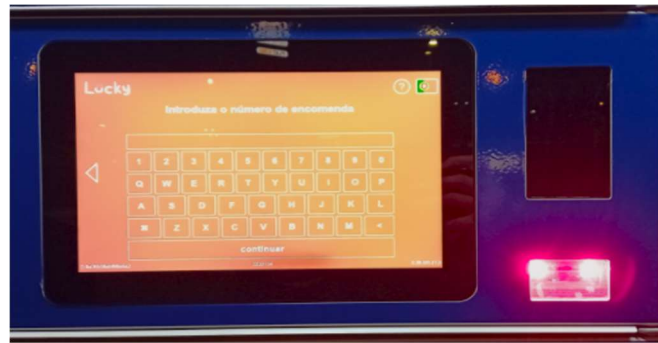 Lucky
Introduza o número de encomenda
1 2 3 4 5 6 7 8 9 0
Q W E R T Y U I O P
A S D F G H J K L
Z X C V B N M <
continuar